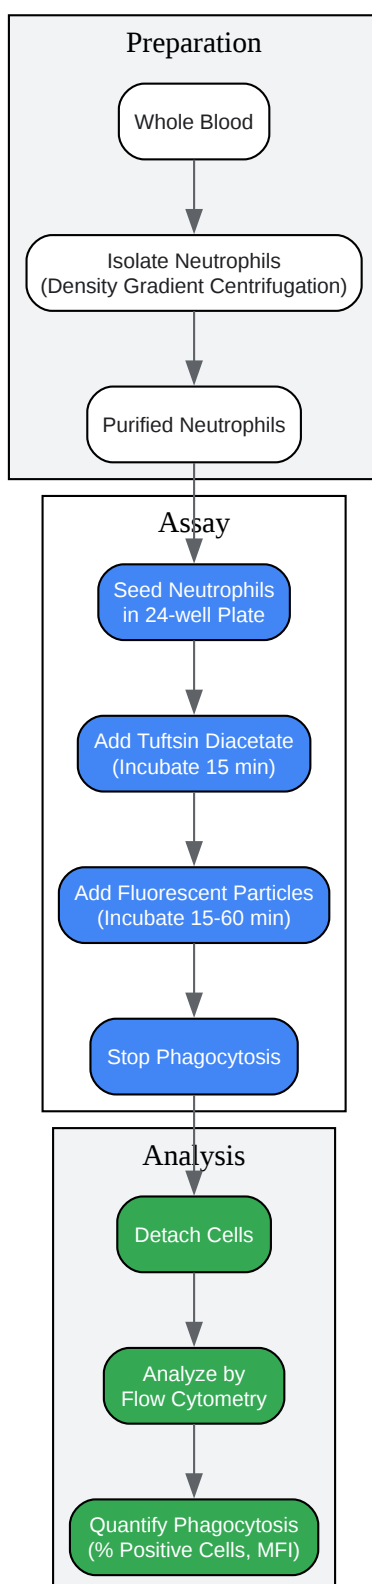 Preparation
Whole Blood
Isolate Neutrophils
(Density Gradient Centrifugation)
Purified Neutrophils
Assay
Seed Neutrophils
in 24-well Plate
Add Tuftsin Diacetate
(Incubate 15 min)
Add Fluorescent Particles
(Incubate 15-60 min)
Stop Phagocytosis
Analysis
Detach Cells
Analyze by
Flow Cytometry
Quantify Phagocytosis
(% Positive Cells, MFI)